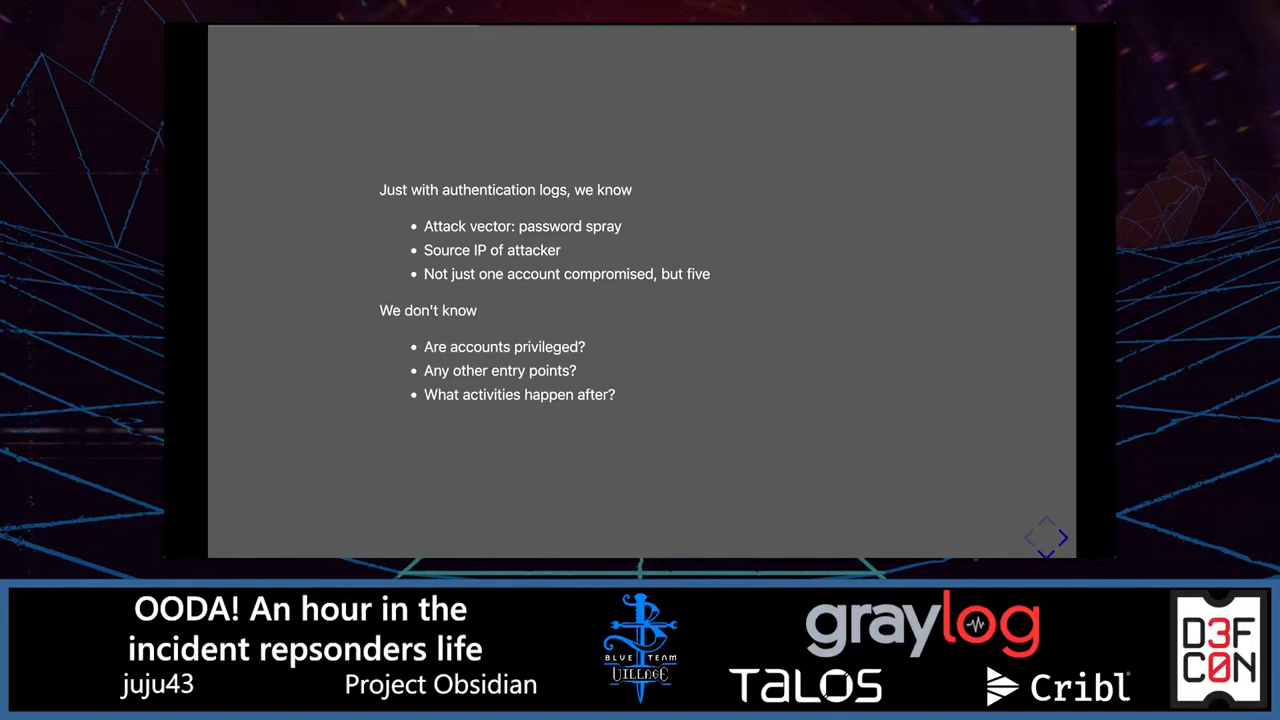 Just with authentication logs, we know
• Attack vector: password spray
• Source IP of attacker
• Not just one account compromised, but five
We don't know
• Are accounts privileged?
• Any other entry points?
• What activities happen after?
OODA! An hour in the
incident repsonders life
juju43
Project Obsidian
BLUE TEAM
VILLAGE
graylog
TALOS
Cribl
D3F
C0N